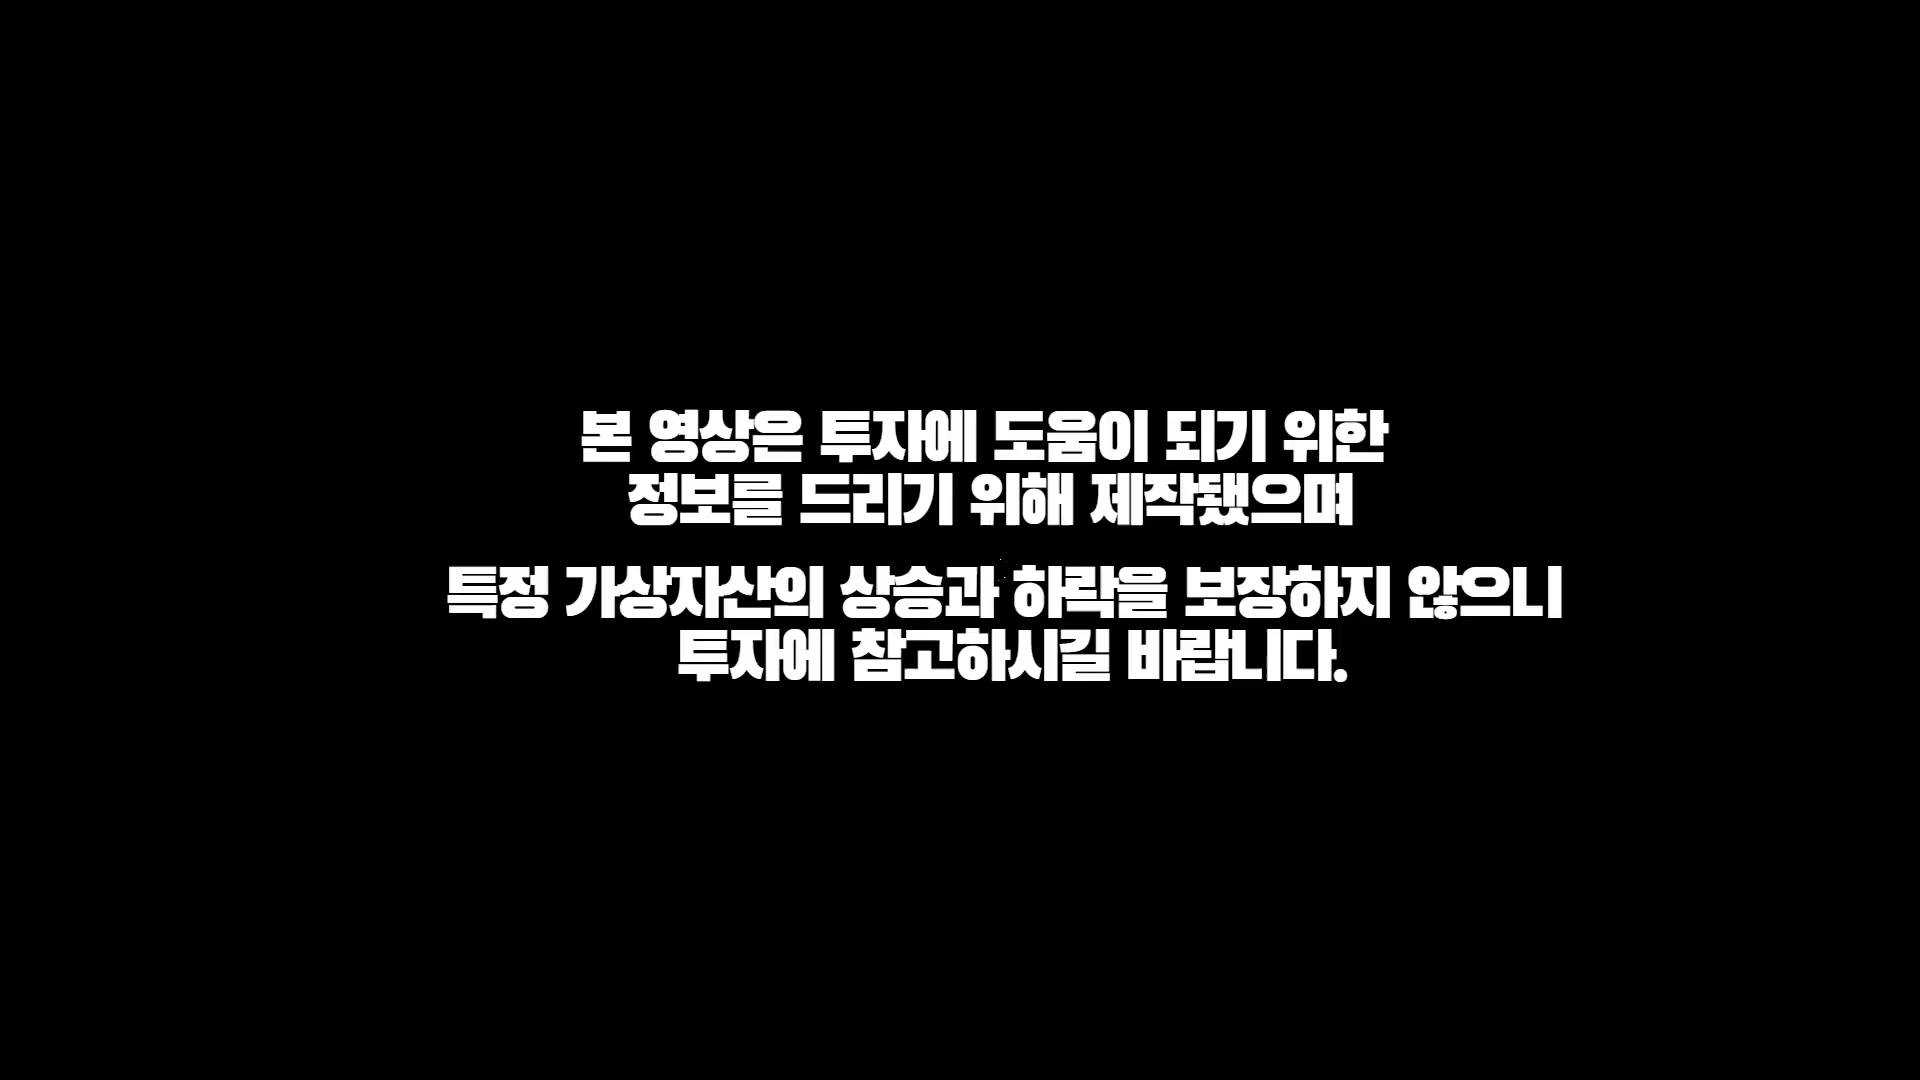 본 영상은 투자에 도움이 되기 위한
정보를 드리기 위해 제작됐으며
특정 가상자산의 상승과 하락을 보장하지 않으니
투자에 참고하시길 바랍니다.